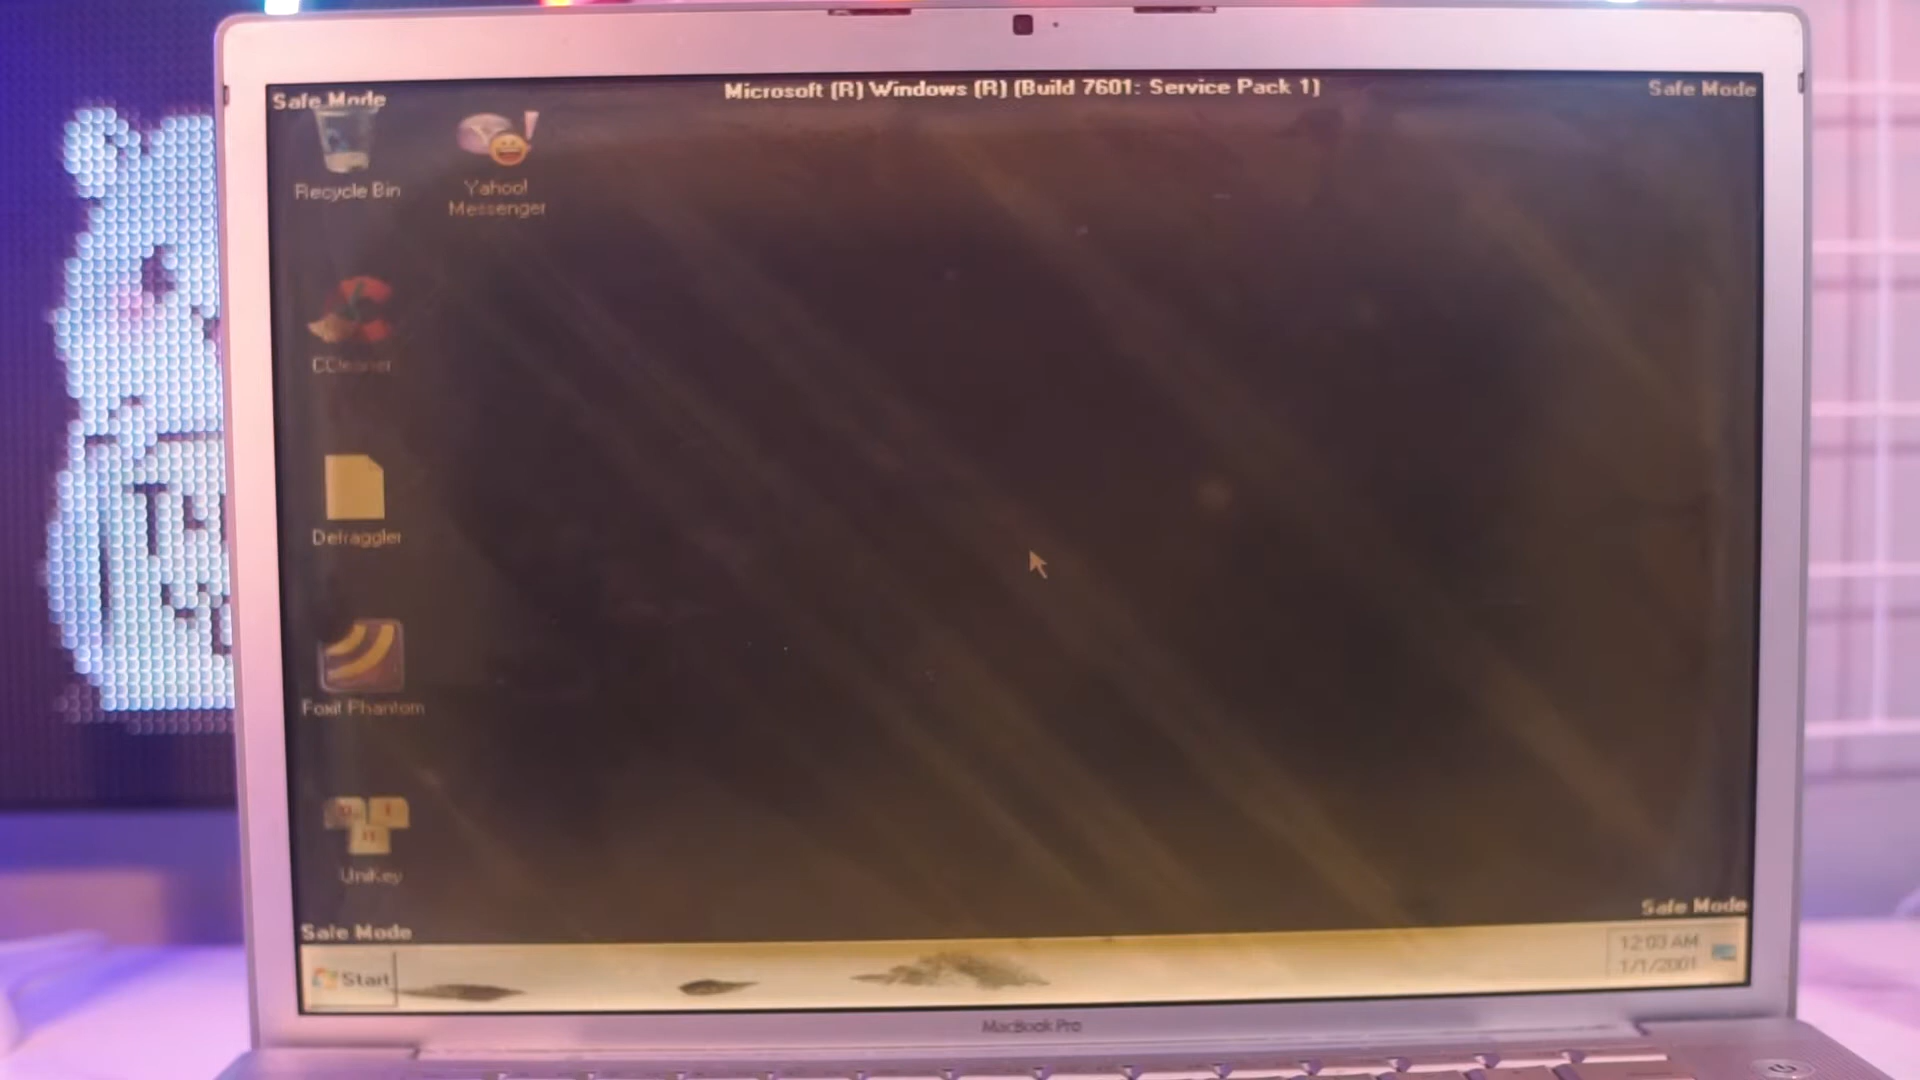 Safe Mode
Microsoft (R) Windows (R) (Build 7601: Service Pack 1)
Safe Mode
Recycle Bin
Yahoo!
Messenger
CCleaner
Defraggler
Foxit Phantom
UniKey
Safe Mode
Safe Mode
Start
12:03 AM
1/1/2001
MacBook Pro